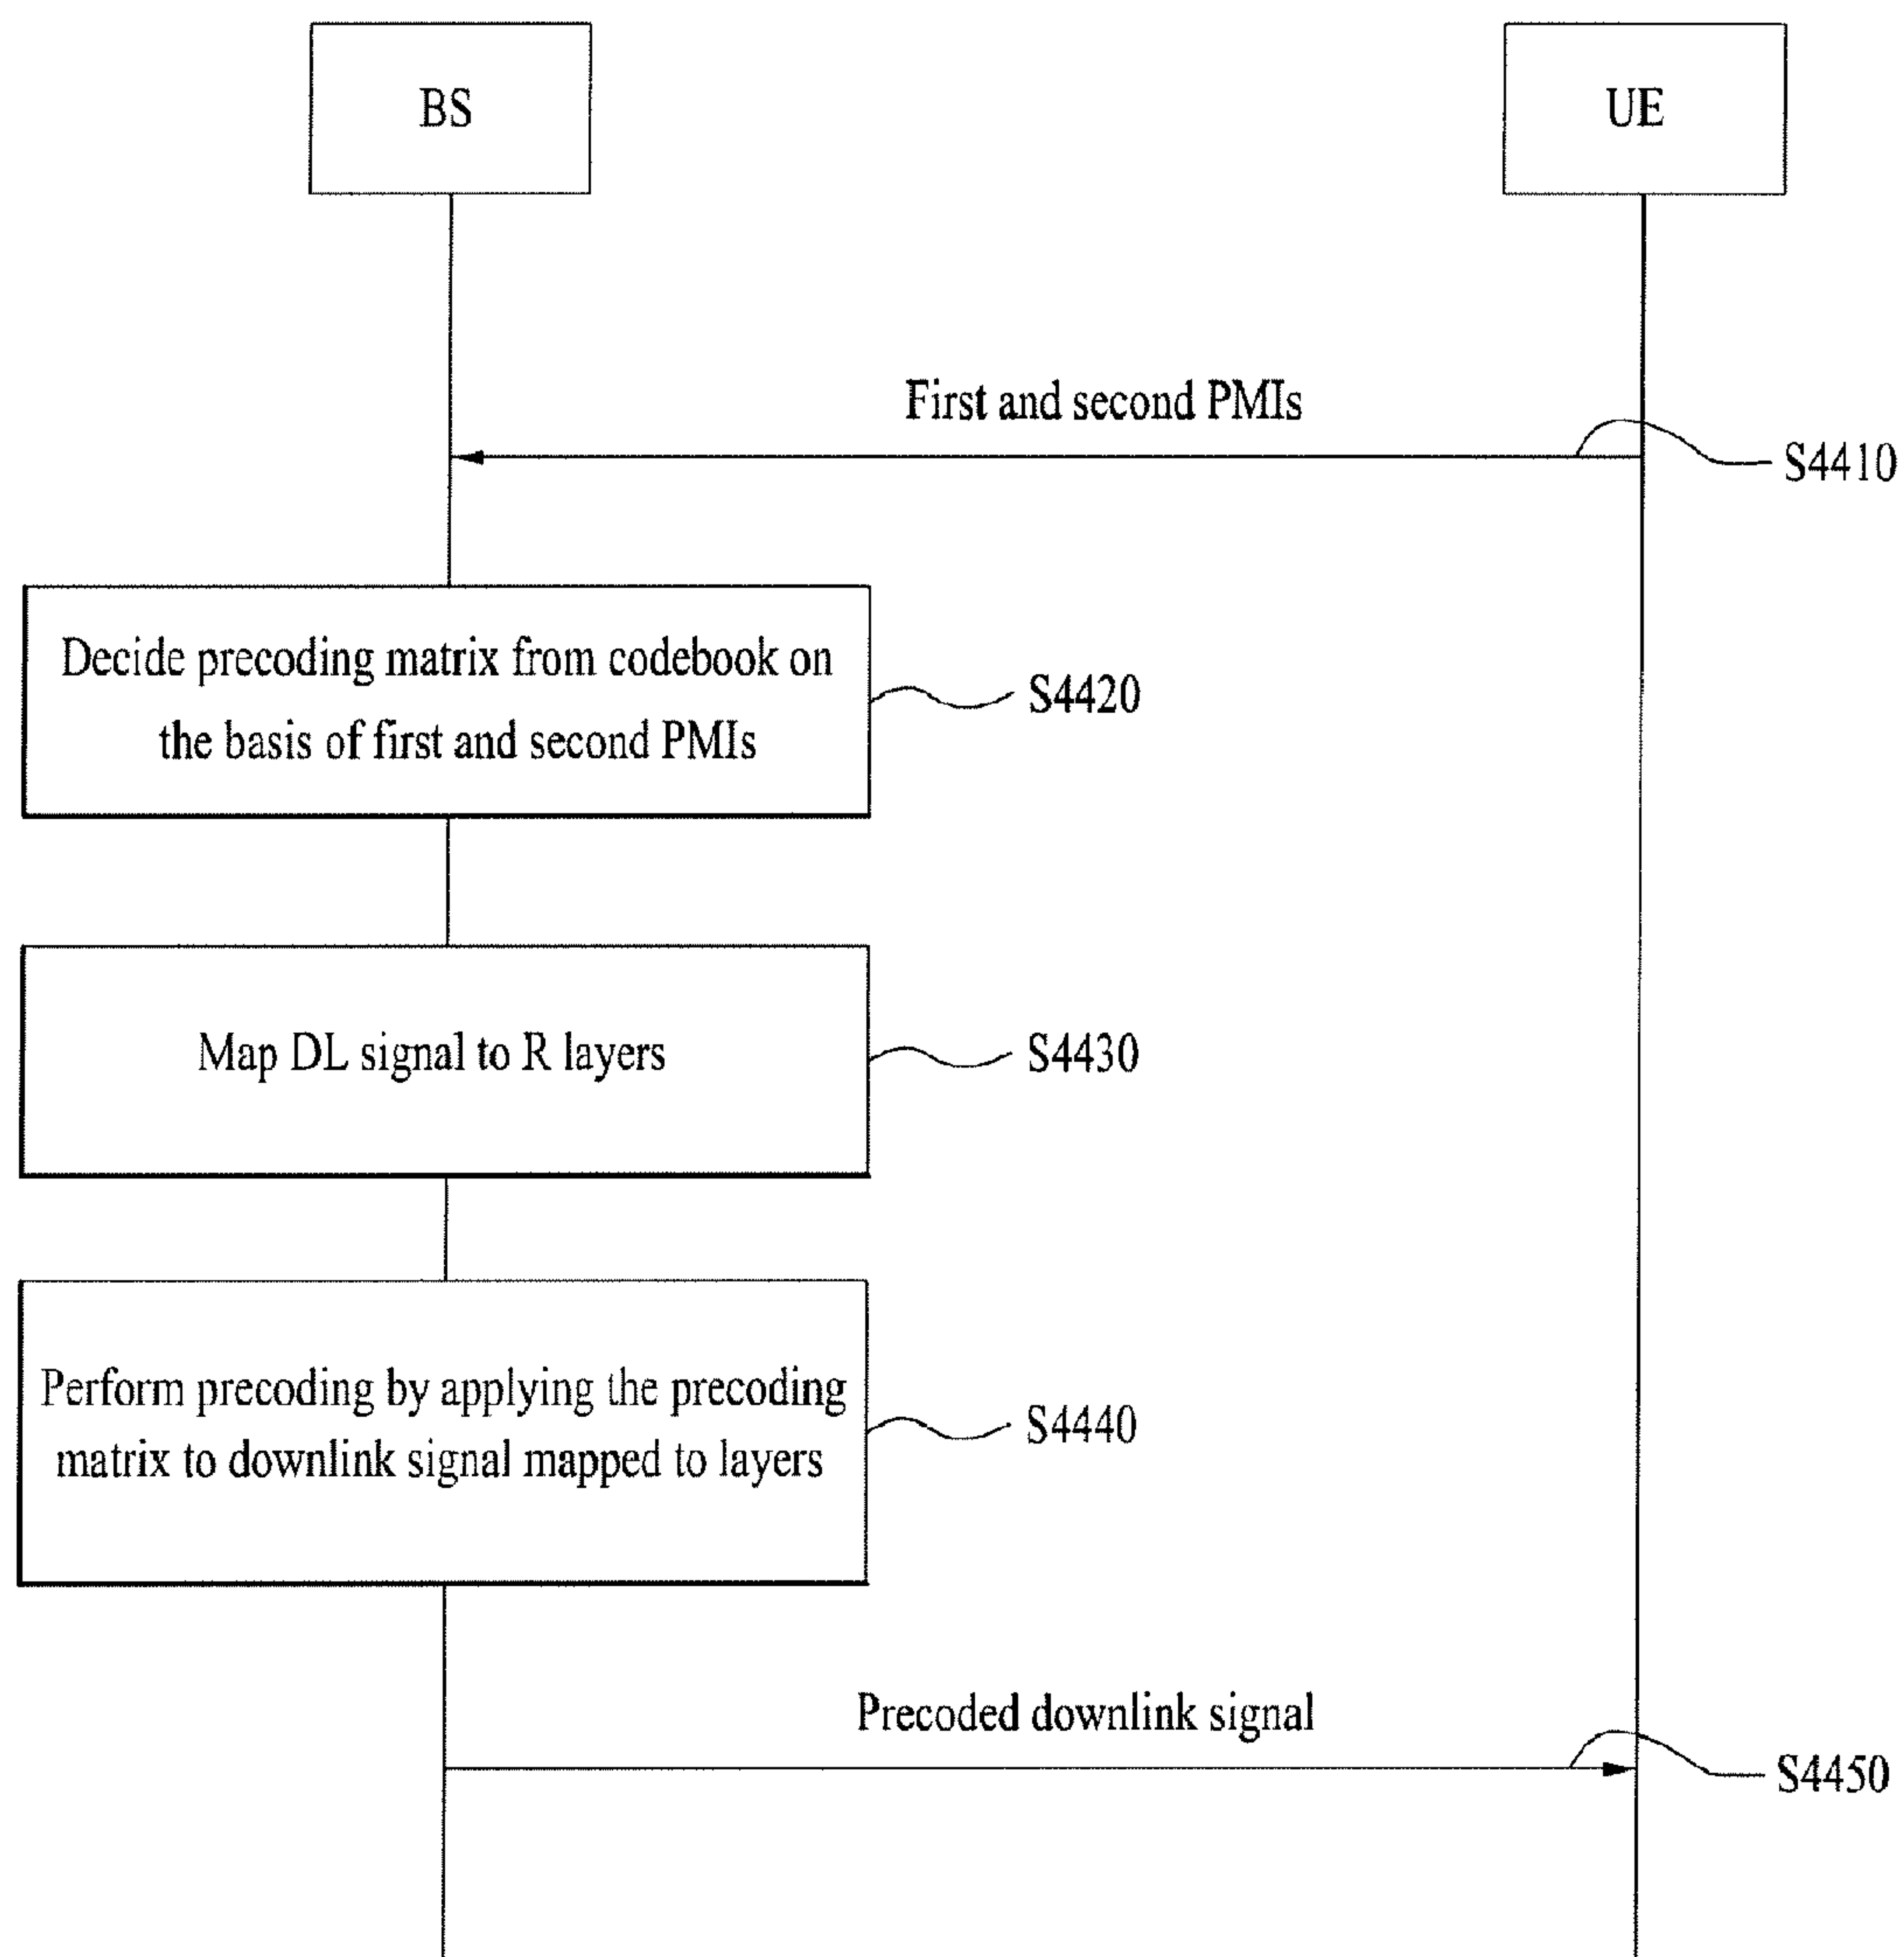 BS
UE
First and second PMIs
S4410
Decide precoding matrix from codebook on
the basis of first and second PMIs
S4420
Map DL signal to R layers
S4430
Perform precoding by applying the precoding
matrix to downlink signal mapped to layers
S4440
Precoded downlink signal
S4450